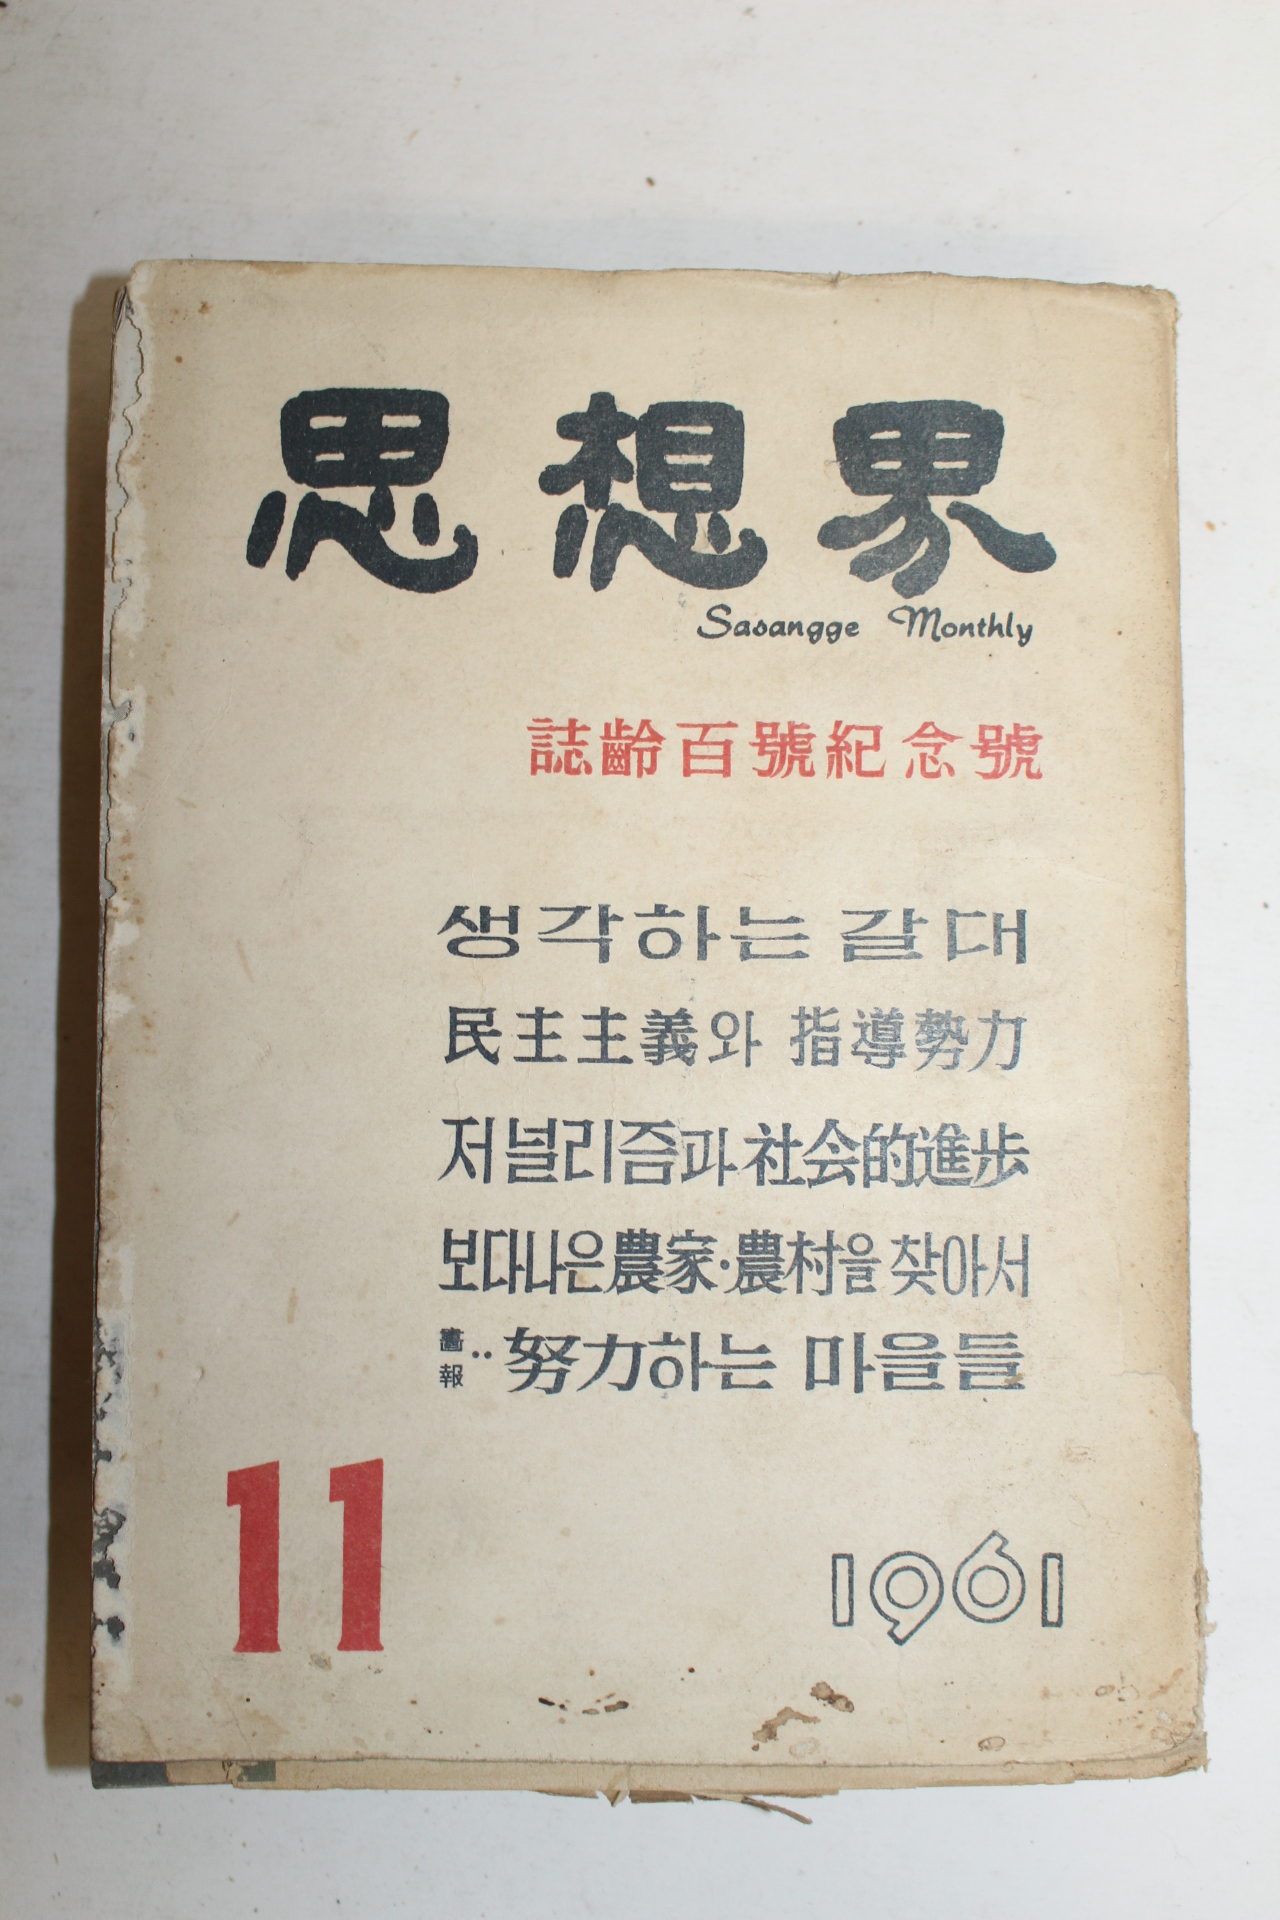 思想界
Sasangge Monthly
誌齡百號紀念號
생각하는 갈대
民主主義와 指導勢力
저널리즘과 社会的進步
보다나은 農家·農村을 찾아서
畵報‥努力하는 마을들
11
1961